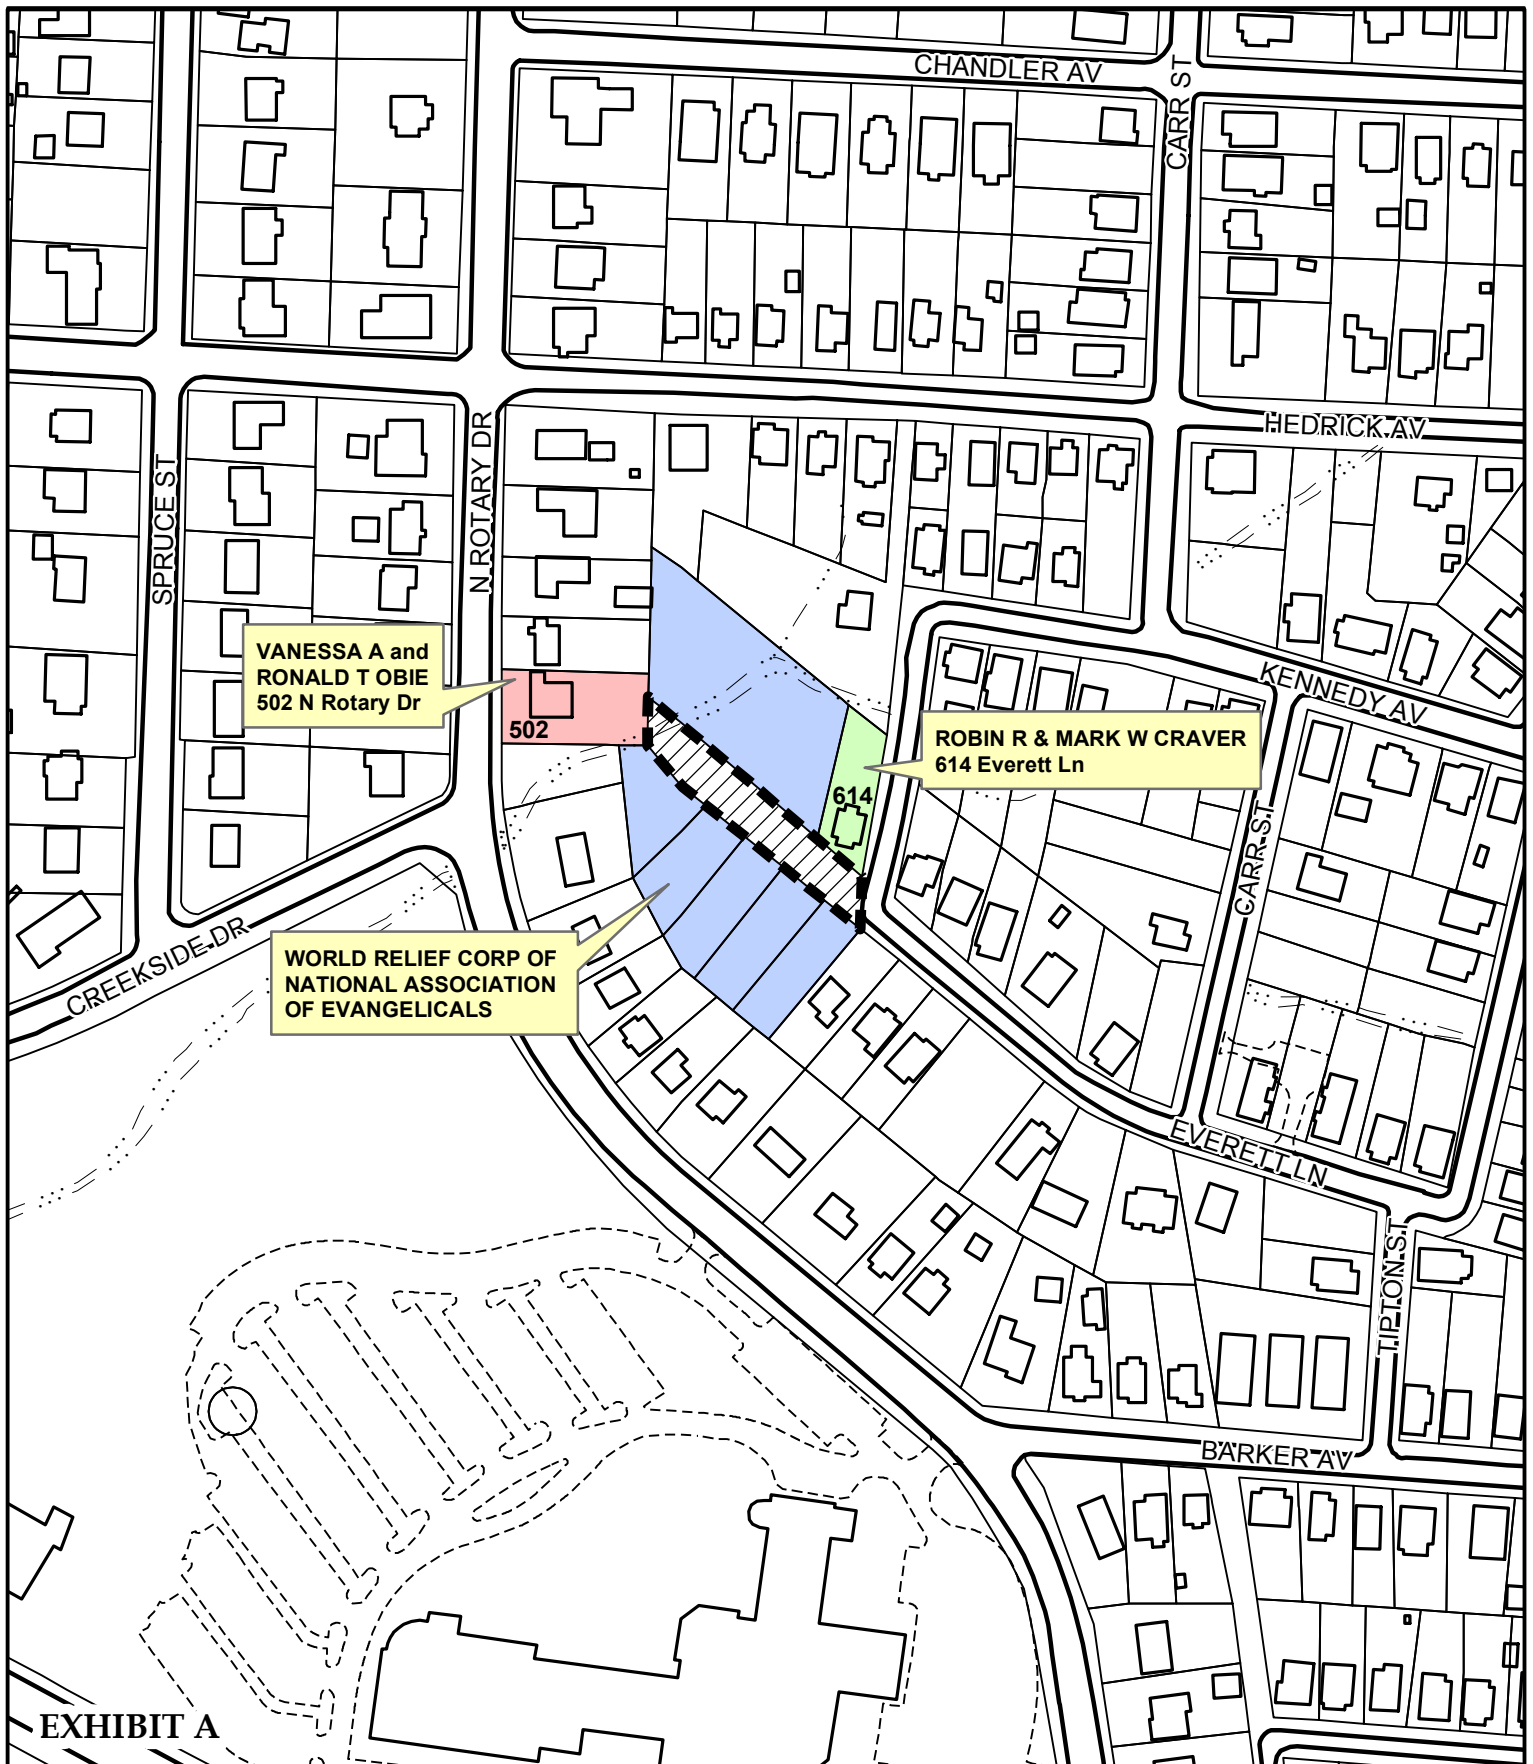 CHANDLER AV
CARR ST
HEDRICK AV
SPRUCE ST
N ROTARY DR
VANESSA A and
RONALD T OBIE
502 N Rotary Dr
502
KENNEDY AV
ROBIN R & MARK W CRAVER
614 Everett Ln
614
CARR ST
CREEKSIDE DR
WORLD RELIEF CORP OF
NATIONAL ASSOCIATION
OF EVANGELICALS
EVERETT LN
TIPTON ST
BARKER AV
EXHIBIT A